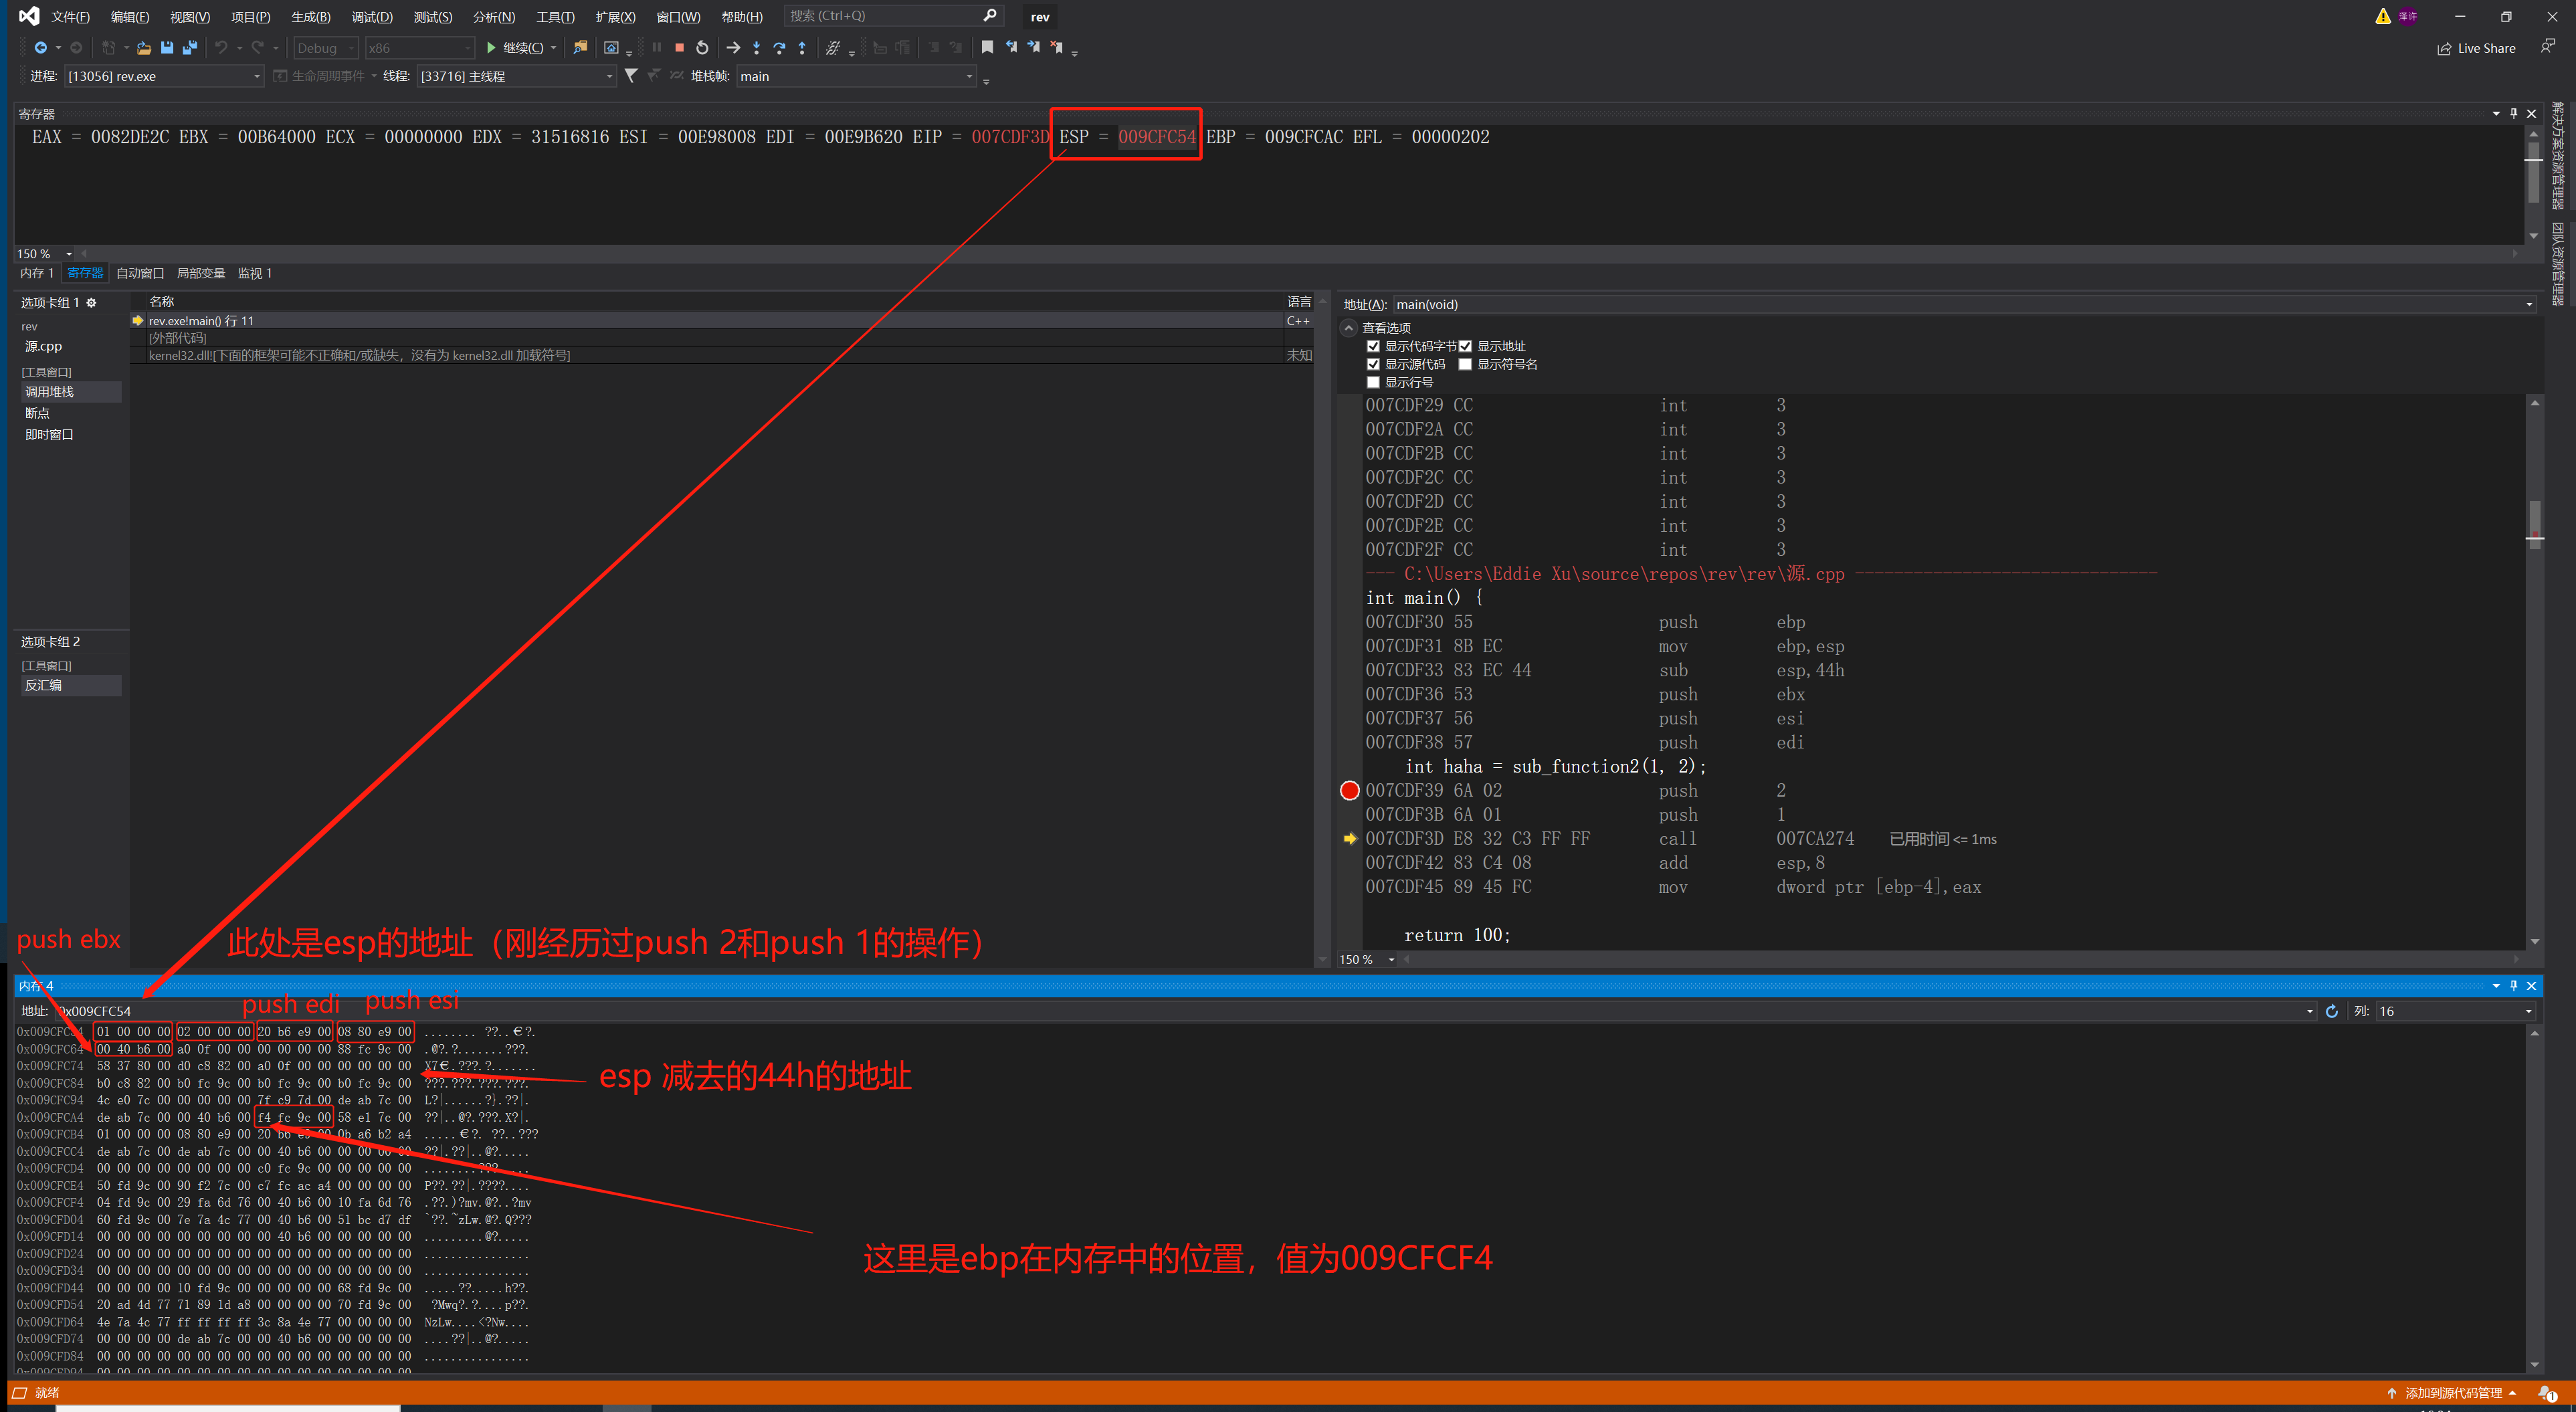 文件(F) 编辑(E) 视图(V) 项目(P) 生成(B) 调试(D) 测试(S) 分析(N) 工具(T) 扩展(X) 窗口(W) 帮助(H) 搜索 (Ctrl+Q) rev
Debug x86 继续(C) Live Share
进程: [13056] rev.exe 生命周期事件 线程: [33716] 主线程 堆栈帧: main
寄存器
EAX = 0082DE2C EBX = 00B64000 ECX = 00000000 EDX = 31516816 ESI = 00E98008 EDI = 00E9B620 EIP = 007CDF3D ESP = 009CFC54 EBP = 009CFCAC EFL = 00000202
150 %
内存 1 寄存器 自动窗口 局部变量 监视 1
解决方案资源管理器
团队资源管理器
选项卡组 1
rev
源.cpp
[工具窗口]
调用堆栈
断点
即时窗口
选项卡组 2
[工具窗口]
反汇编
名称 语言
rev.exe!main() 行 11 C++
[外部代码]
kernel32.dll![下面的框架可能不正确和/或缺失，没有为 kernel32.dll 加载符号] 未知
地址(A): main(void)
查看选项
显示代码字节 显示地址
显示源代码 显示符号名
显示行号
007CDF29 CC int 3
007CDF2A CC int 3
007CDF2B CC int 3
007CDF2C CC int 3
007CDF2D CC int 3
007CDF2E CC int 3
007CDF2F CC int 3
--- C:\Users\Eddie Xu\source\repos\rev\rev\源.cpp -------------------------------
int main() {
007CDF30 55 push ebp
007CDF31 8B EC mov ebp,esp
007CDF33 83 EC 44 sub esp,44h
007CDF36 53 push ebx
007CDF37 56 push esi
007CDF38 57 push edi
int haha = sub_function2(1, 2);
007CDF39 6A 02 push 2
007CDF3B 6A 01 push 1
007CDF3D E8 32 C3 FF FF call 007CA274 已用时间 <= 1ms
007CDF42 83 C4 08 add esp,8
007CDF45 89 45 FC mov dword ptr [ebp-4],eax
return 100;
150 %
push ebx
此处是esp的地址（刚经历过push 2和push 1的操作）
内存 4
push edi push esi
地址: 0x009CFC54 列: 16
0x009CFC54 01 00 00 00 02 00 00 00 20 b6 e9 00 08 80 e9 00 ........ ??..€?.
0x009CFC64 00 40 b6 00 a0 0f 00 00 00 00 00 00 88 fc 9c 00 .@?.?.......???.
0x009CFC74 58 37 80 00 d0 c8 82 00 a0 0f 00 00 00 00 00 00 X7€.???.?.......
0x009CFC84 b0 c8 82 00 b0 fc 9c 00 b0 fc 9c 00 b0 fc 9c 00 ???.???.???.???.
0x009CFC94 4c e0 7c 00 00 00 00 00 7f c9 7d 00 de ab 7c 00 L?|......?}.??|.
0x009CFCA4 de ab 7c 00 00 40 b6 00 f4 fc 9c 00 58 e1 7c 00 ??|..@?.???.X?|.
0x009CFCB4 01 00 00 00 08 80 e9 00 20 b6 e9 00 0b a6 b2 a4 .....€?. ??..???
0x009CFCC4 de ab 7c 00 de ab 7c 00 00 40 b6 00 00 00 00 00 ??|.??|..@?.....
0x009CFCD4 00 00 00 00 00 00 00 00 c0 fc 9c 00 00 00 00 00 ........???.....
0x009CFCE4 50 fd 9c 00 90 f2 7c 00 c7 fc ac a4 00 00 00 00 P??.??|.????....
0x009CFCF4 04 fd 9c 00 29 fa 6d 76 00 40 b6 00 10 fa 6d 76 .??.)?mv.@?..?mv
0x009CFD04 60 fd 9c 00 7e 7a 4c 77 00 40 b6 00 51 bc d7 df `??.~zLw.@?.Q???
0x009CFD14 00 00 00 00 00 00 00 00 00 40 b6 00 00 00 00 00 .........@?.....
0x009CFD24 00 00 00 00 00 00 00 00 00 00 00 00 00 00 00 00 ................
0x009CFD34 00 00 00 00 00 00 00 00 00 00 00 00 00 00 00 00 ................
0x009CFD44 00 00 00 00 10 fd 9c 00 00 00 00 00 68 fd 9c 00 .....??.....h??.
0x009CFD54 20 ad 4d 77 71 89 1d a8 00 00 00 00 70 fd 9c 00 ?Mwq?.?....p??.
0x009CFD64 4e 7a 4c 77 ff ff ff ff 3c 8a 4e 77 00 00 00 00 NzLw....<?Nw....
0x009CFD74 00 00 00 00 de ab 7c 00 00 40 b6 00 00 00 00 00 ....??|..@?.....
0x009CFD84 00 00 00 00 00 00 00 00 00 00 00 00 00 00 00 00 ................
esp 减去的44h的地址
这里是ebp在内存中的位置，值为009CFCF4
就绪 添加到源代码管理 1